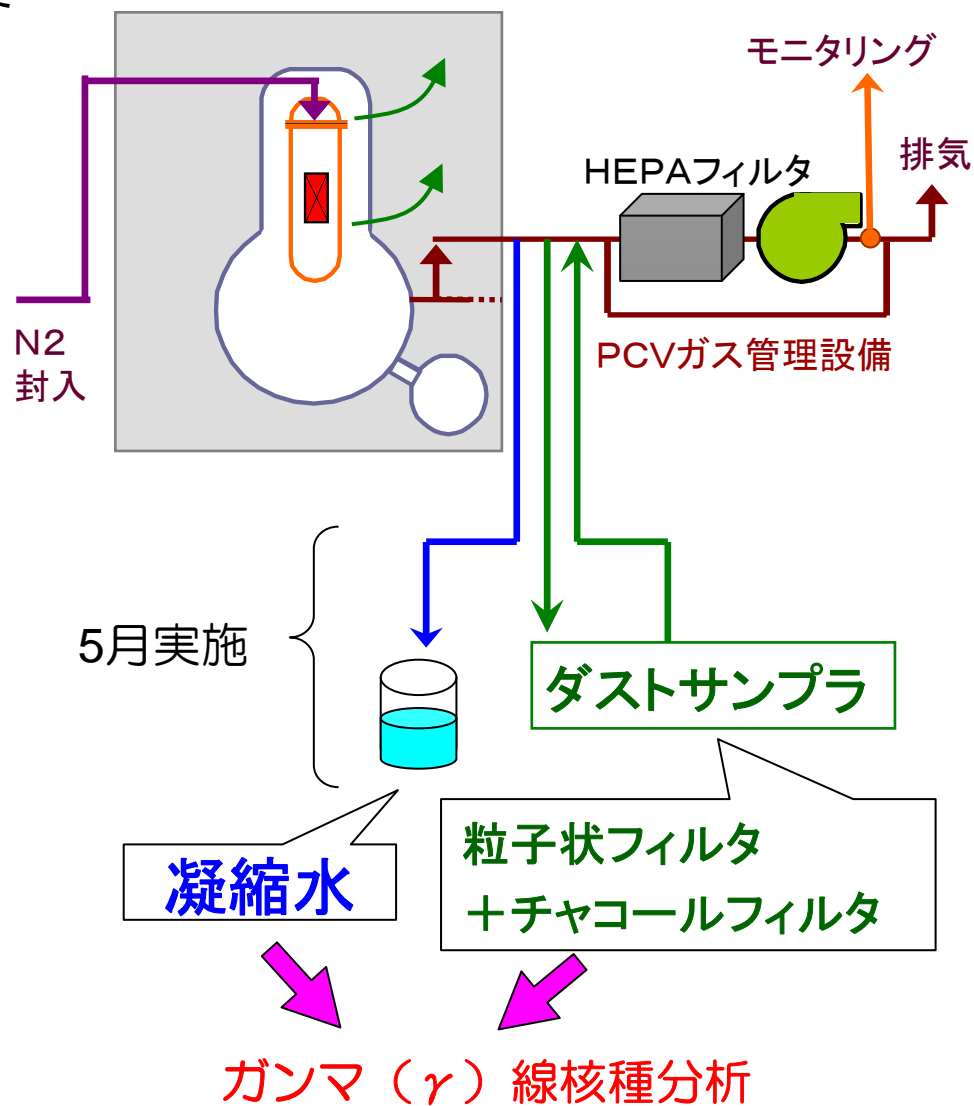 モニタリング
排気
HEPAフィルタ
N2
封入
PCVガス管理設備
5月実施
ダストサンプラ
凝縮水
粒子状フィルタ
＋チャコールフィルタ
ガンマ（γ）線核種分析